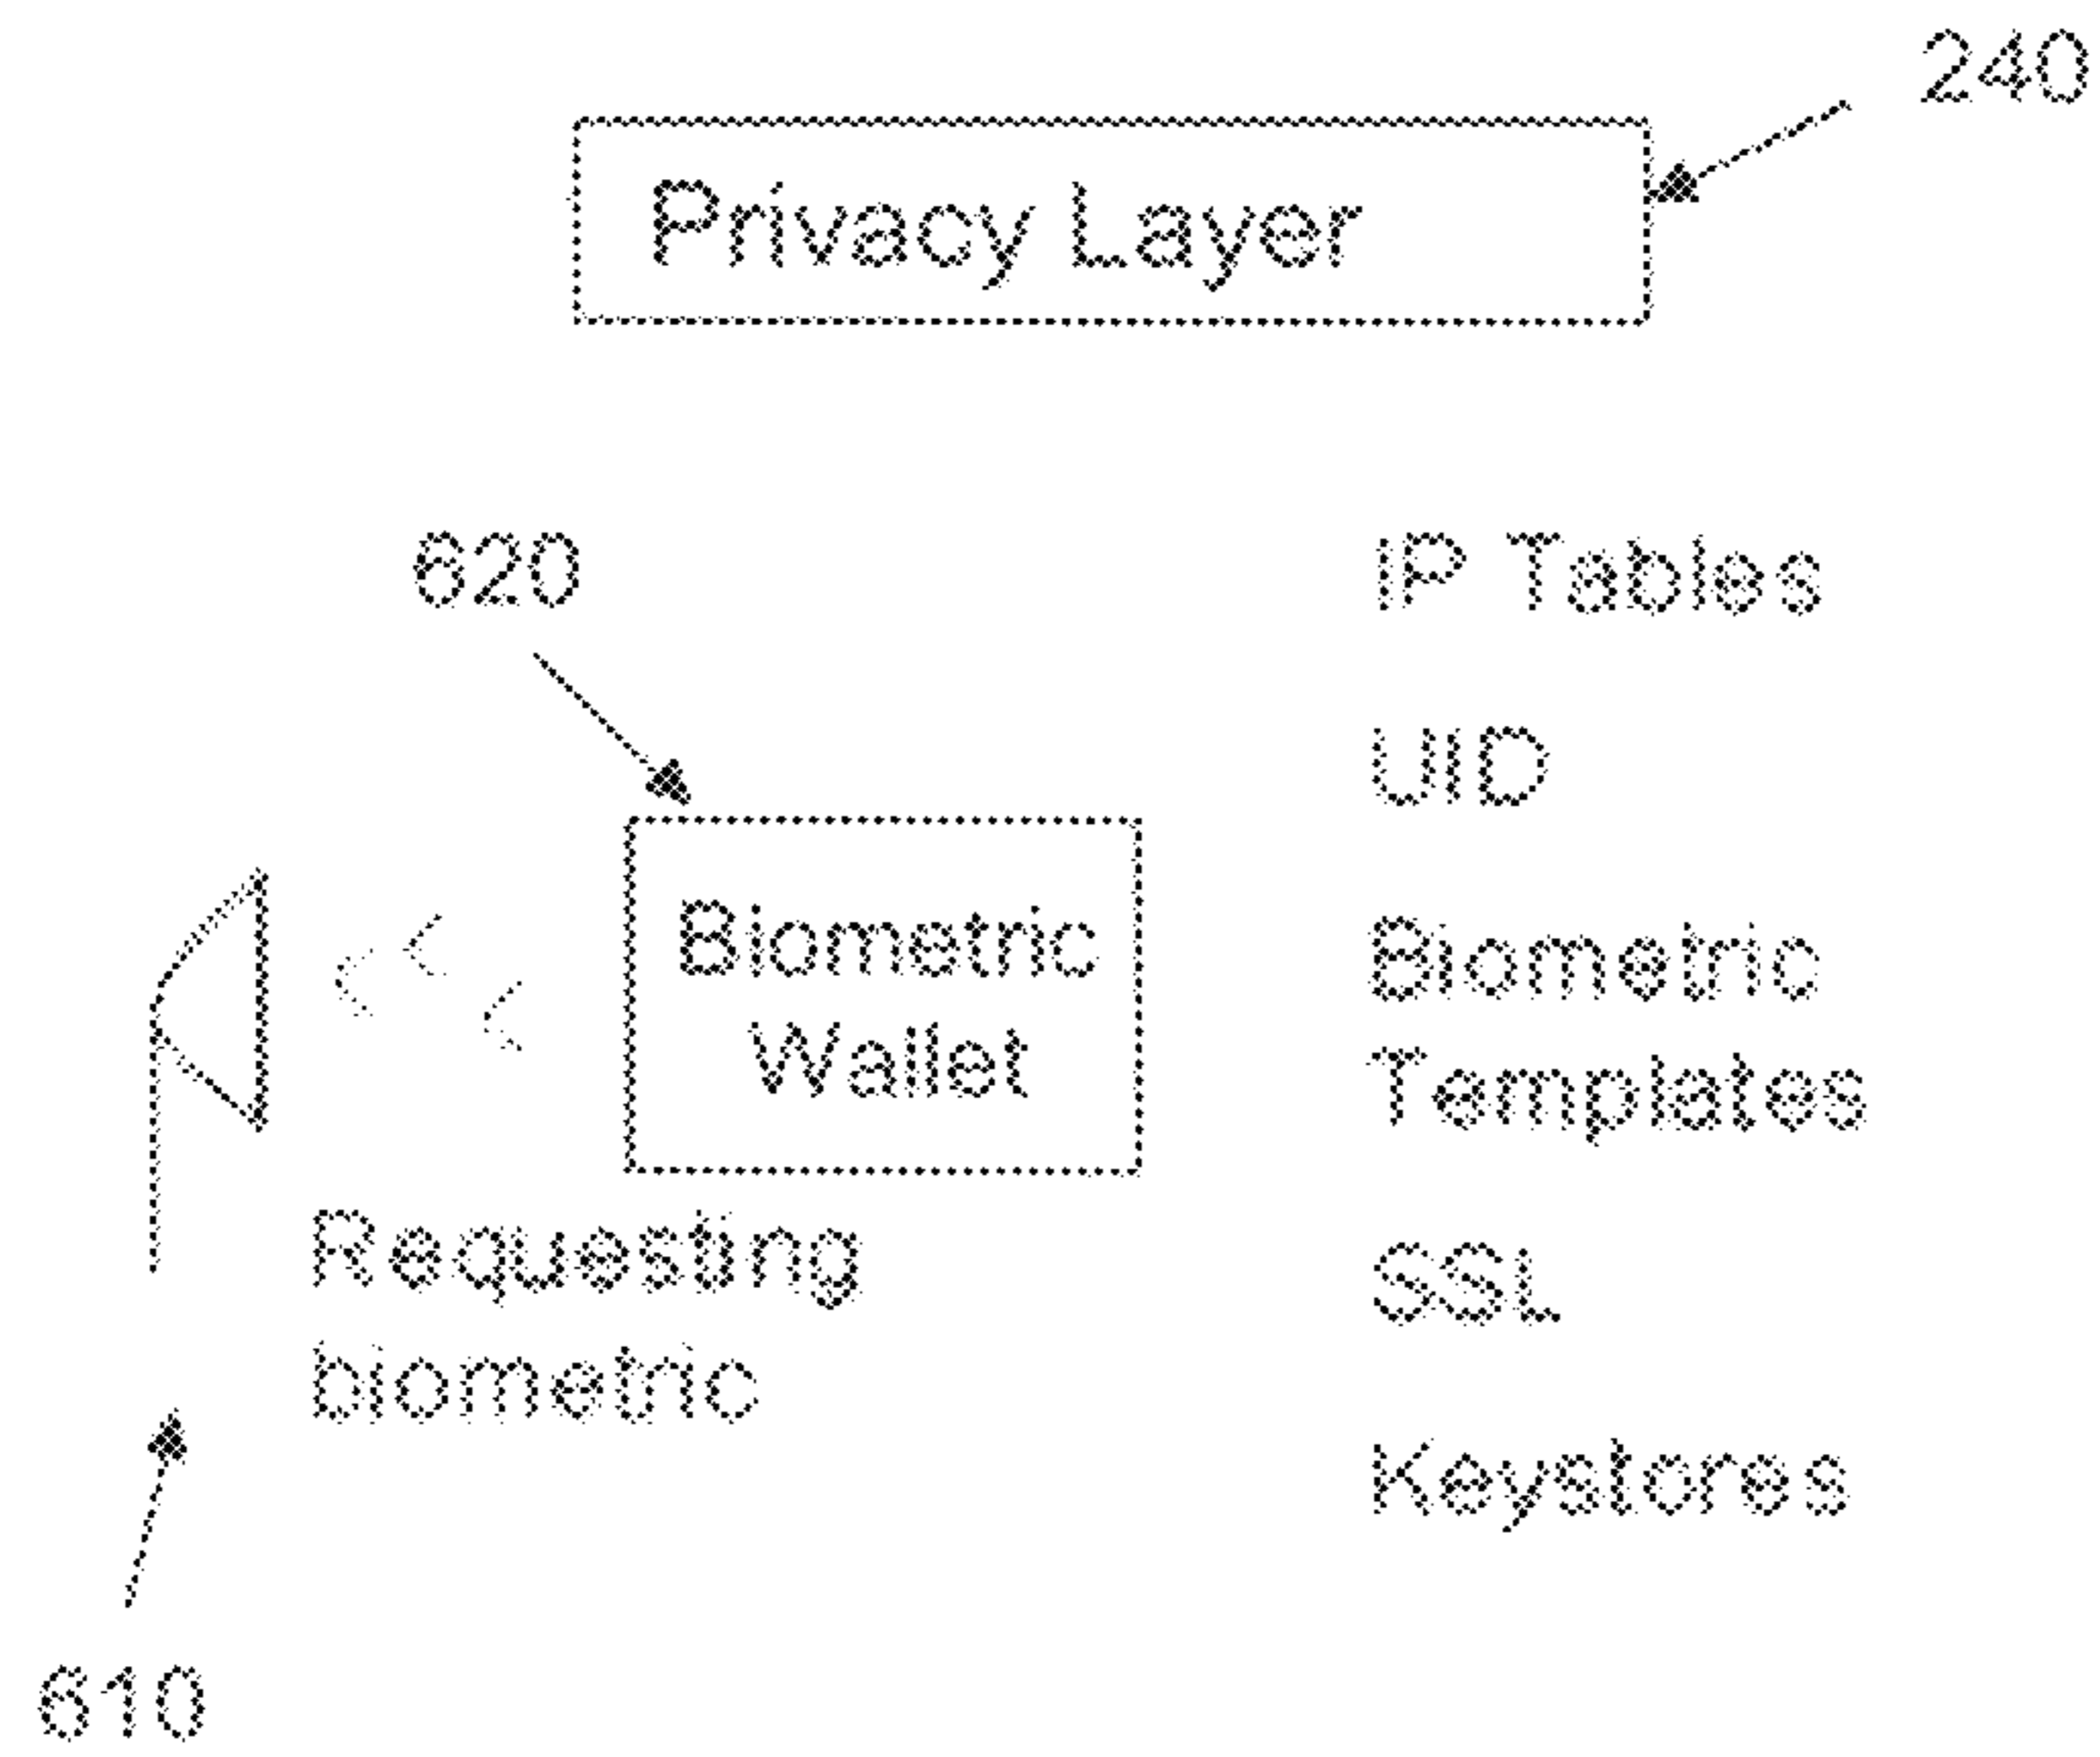 240
Privacy Layer
620
IP Tables
UID
Biometric
Wallet
Biometric
Templates
Requesting
biometric
SSL
Keystores
610